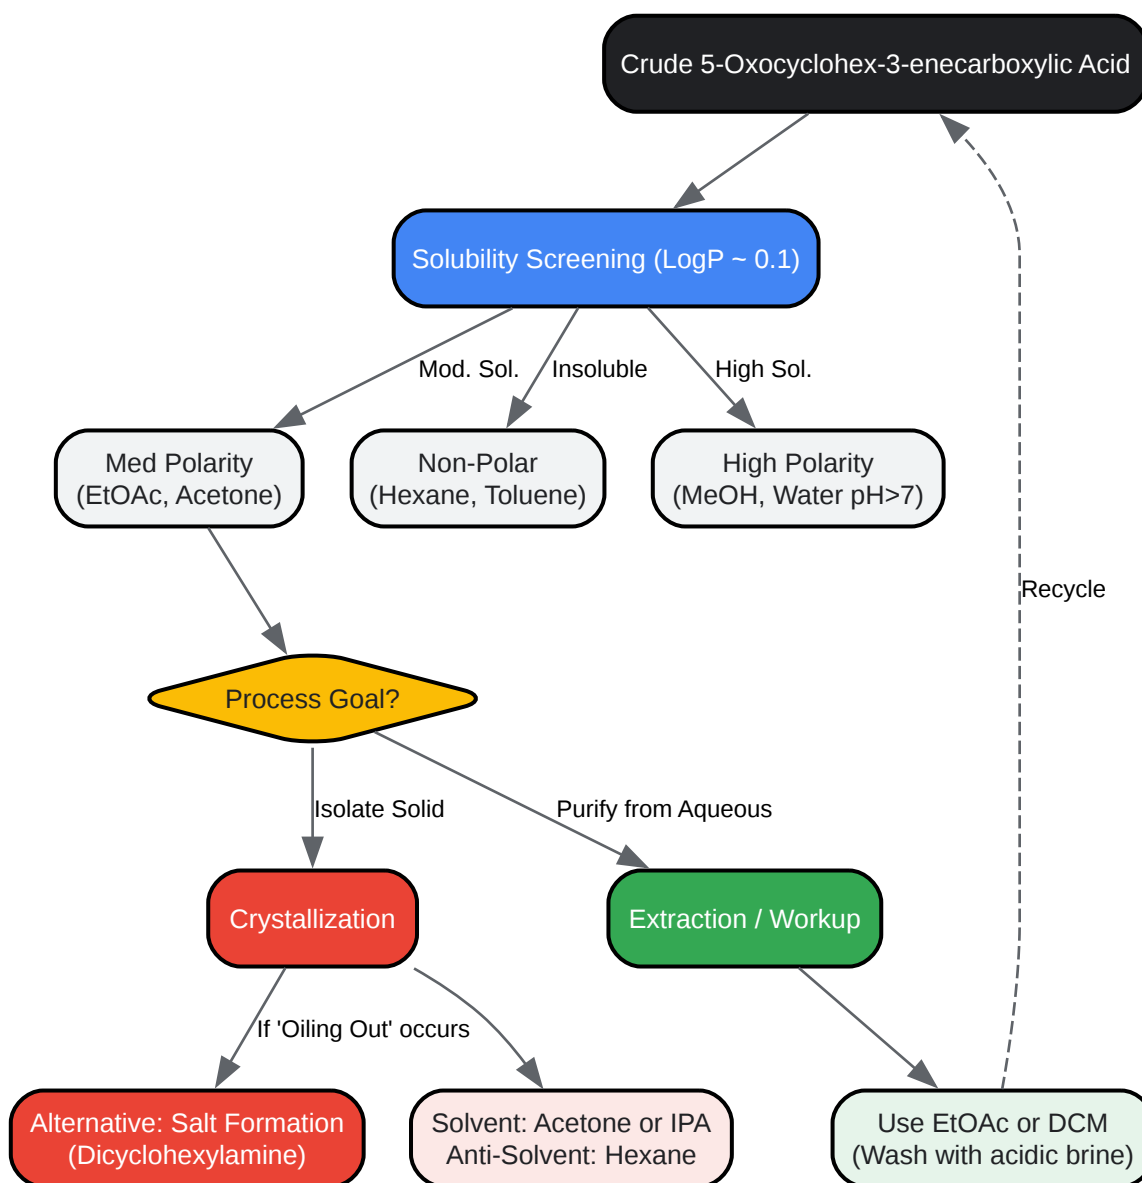 Crude 5-Oxocyclohex-3-enecarboxylic Acid
Solubility Screening (LogP ~ 0.1)
Mod. Sol.
Insoluble
High Sol.
Med Polarity
(EtOAc, Acetone)
Non-Polar
(Hexane, Toluene)
High Polarity
(MeOH, Water pH>7)
Recycle
Process Goal?
Isolate Solid
Purify from Aqueous
Crystallization
Extraction / Workup
If 'Oiling Out' occurs
Alternative: Salt Formation
(Dicyclohexylamine)
Solvent: Acetone or IPA
Anti-Solvent: Hexane
Use EtOAc or DCM
(Wash with acidic brine)